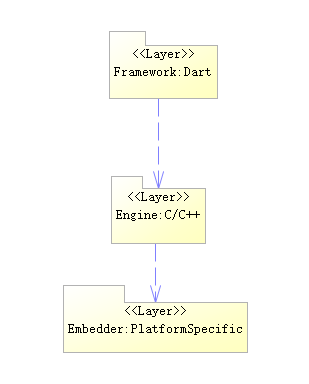 <<Layer>>
Framework:Dart
<<Layer>>
Engine:C/C++
<<Layer>>
Embedder:PlatformSpecific